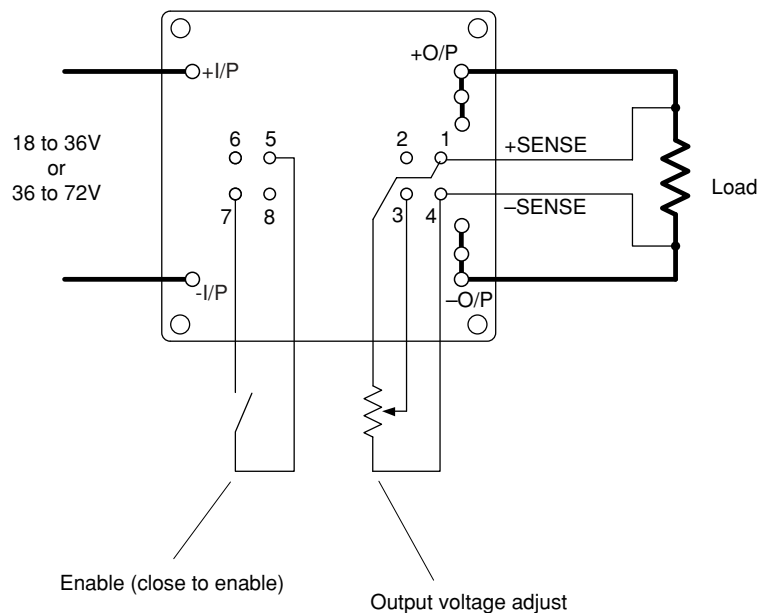 +I/P
+O/P
18 to 36V
or
36 to 72V
6 5
2 1
+SENSE
7 8
3 4
–SENSE
Load
-I/P
–O/P
Enable (close to enable)
Output voltage adjust